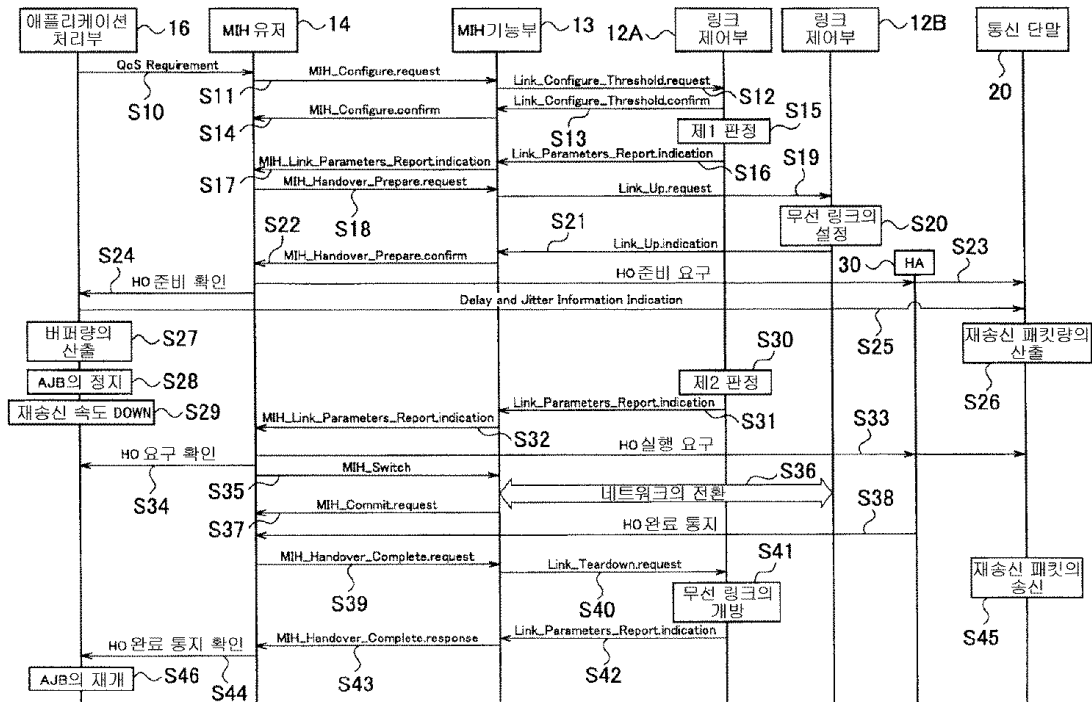 애플리케이션
처리부
16
MIH 유저
14
MIH 기능부
13
12A
링크
제어부
링크
제어부
12B
통신 단말
20
QoS Requirement
S10
MIH_Configure.request
S11
Link_Configure_Threshold.request
S12
Link_Configure_Threshold.confirm
S13
MIH_Configure.confirm
S14
제1 판정
S15
Link_Parameters_Report.indication
S16
MIH_Link_Parameters_Report.indication
S17
MIH_Handover_Prepare.request
S18
Link_Up.request
S19
무선 링크의
설정
S20
Link_Up.indication
S21
MIH_Handover_Prepare.confirm
S22
HO 준비 요구
30
HA
S23
HO 준비 확인
S24
Delay and Jitter Information Indication
S25
재송신 패킷량의
산출
S26
버퍼량의
산출
S27
AJB의 정지
S28
재송신 속도 DOWN
S29
제2 판정
S30
Link_Parameters_Report.indication
S31
MIH_Link_Parameters_Report.indication
S32
HO 실행 요구
S33
HO 요구 확인
S34
MIH_Switch
S35
네트워크의 전환
S36
MIH_Commit.request
S37
HO 완료 통지
S38
MIH_Handover_Complete.request
S39
Link_Teardown.request
S40
무선 링크의
개방
S41
Link_Parameters_Report.indication
S42
MIH_Handover_Complete.response
S43
HO 완료 통지 확인
S44
재송신 패킷의
송신
S45
AJB의 재개
S46